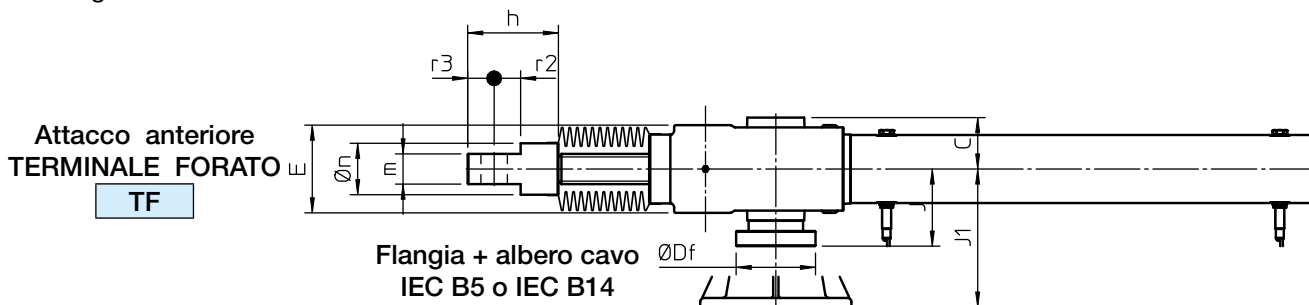 h
r3
r2
Attacco anteriore
TERMINALE FORATO
TF
E
Øn
m
C
J
J1
Flangia + albero cavo
IEC B5 o IEC B14
ØDf